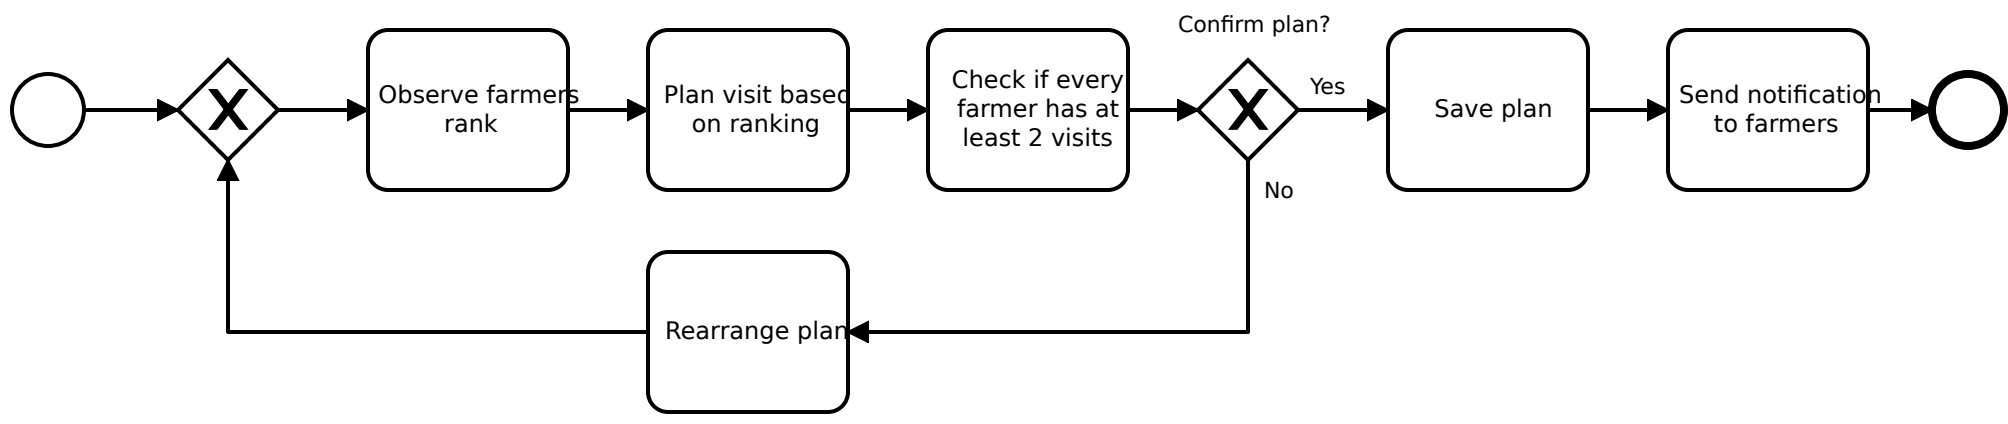 Confirm plan?
Observe farmers
rank
Plan visit based
on ranking
Check if every
farmer has at
least 2 visits
Yes
Save plan
Send notification
to farmers
No
Rearrange plan